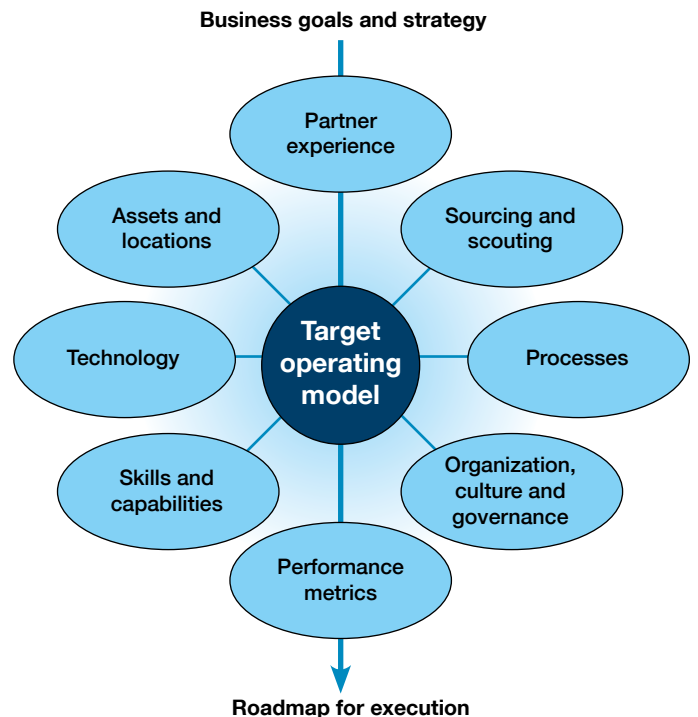 Business goals and strategy
Partner
experience
Assets and
locations
Sourcing and
scouting
Technology
Target
operating
model
Processes
Skills and
capabilities
Organization,
culture and
governance
Performance
metrics
Roadmap for execution